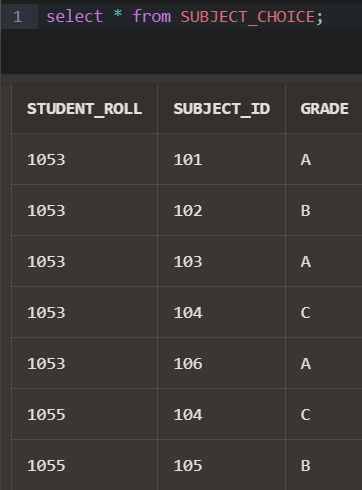 1 select * from SUBJECT_CHOICE;
STUDENT_ROLL SUBJECT_ID GRADE
1053 101 A
1053 102 B
1053 103 A
1053 104 C
1053 106 A
1055 104 C
1055 105 B